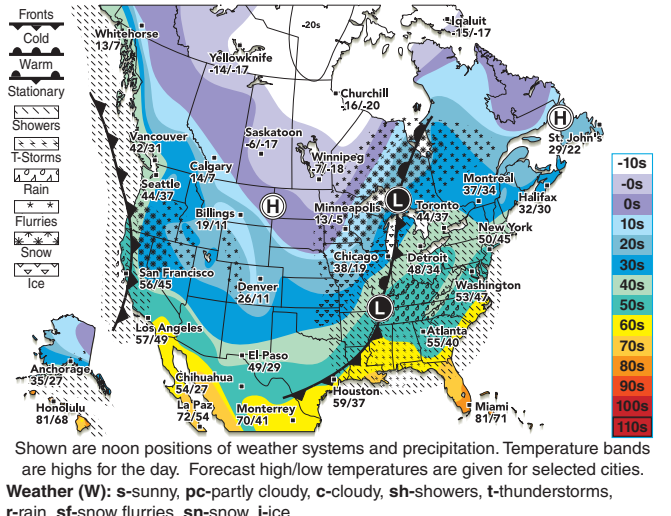 Fronts
Cold
Warm
Stationary
Showers
T-Storms
Rain
Flurries
Snow
Ice
-20s
Iqaluit
-15/-17
Whitehorse
13/7
Yellowknife
-14/-17
Churchill
-16/-20
H
St. John's
29/22
Vancouver
42/31
Saskatoon
-6/-17
Calgary
14/7
Winnipeg
-7/-18
Seattle
44/37
Montreal
37/34
Halifax
32/30
Billings
19/11
H
Minneapolis
13/-5
L
Toronto
44/37
New York
50/45
Chicago
38/19
Detroit
48/34
San Francisco
56/45
Denver
26/11
Washington
53/47
L
Los Angeles
57/49
Atlanta
55/40
El Paso
49/29
Anchorage
35/27
Chihuahua
54/27
Houston
59/37
Honolulu
81/68
La Paz
72/54
Monterrey
70/41
Miami
81/71
-10s
-0s
0s
10s
20s
30s
40s
50s
60s
70s
80s
90s
100s
110s
Shown are noon positions of weather systems and precipitation. Temperature bands
are highs for the day. Forecast high/low temperatures are given for selected cities.
Weather (W): s-sunny, pc-partly cloudy, c-cloudy, sh-showers, t-thunderstorms,
r-rain, sf-snow flurries, sn-snow, i-ice